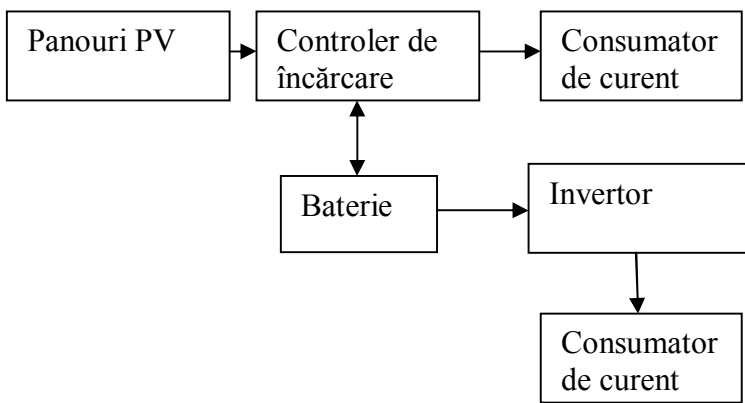 Panouri PV
Controler de
încărcare
Consumator
de curent
Baterie
Invertor
Consumator
de curent